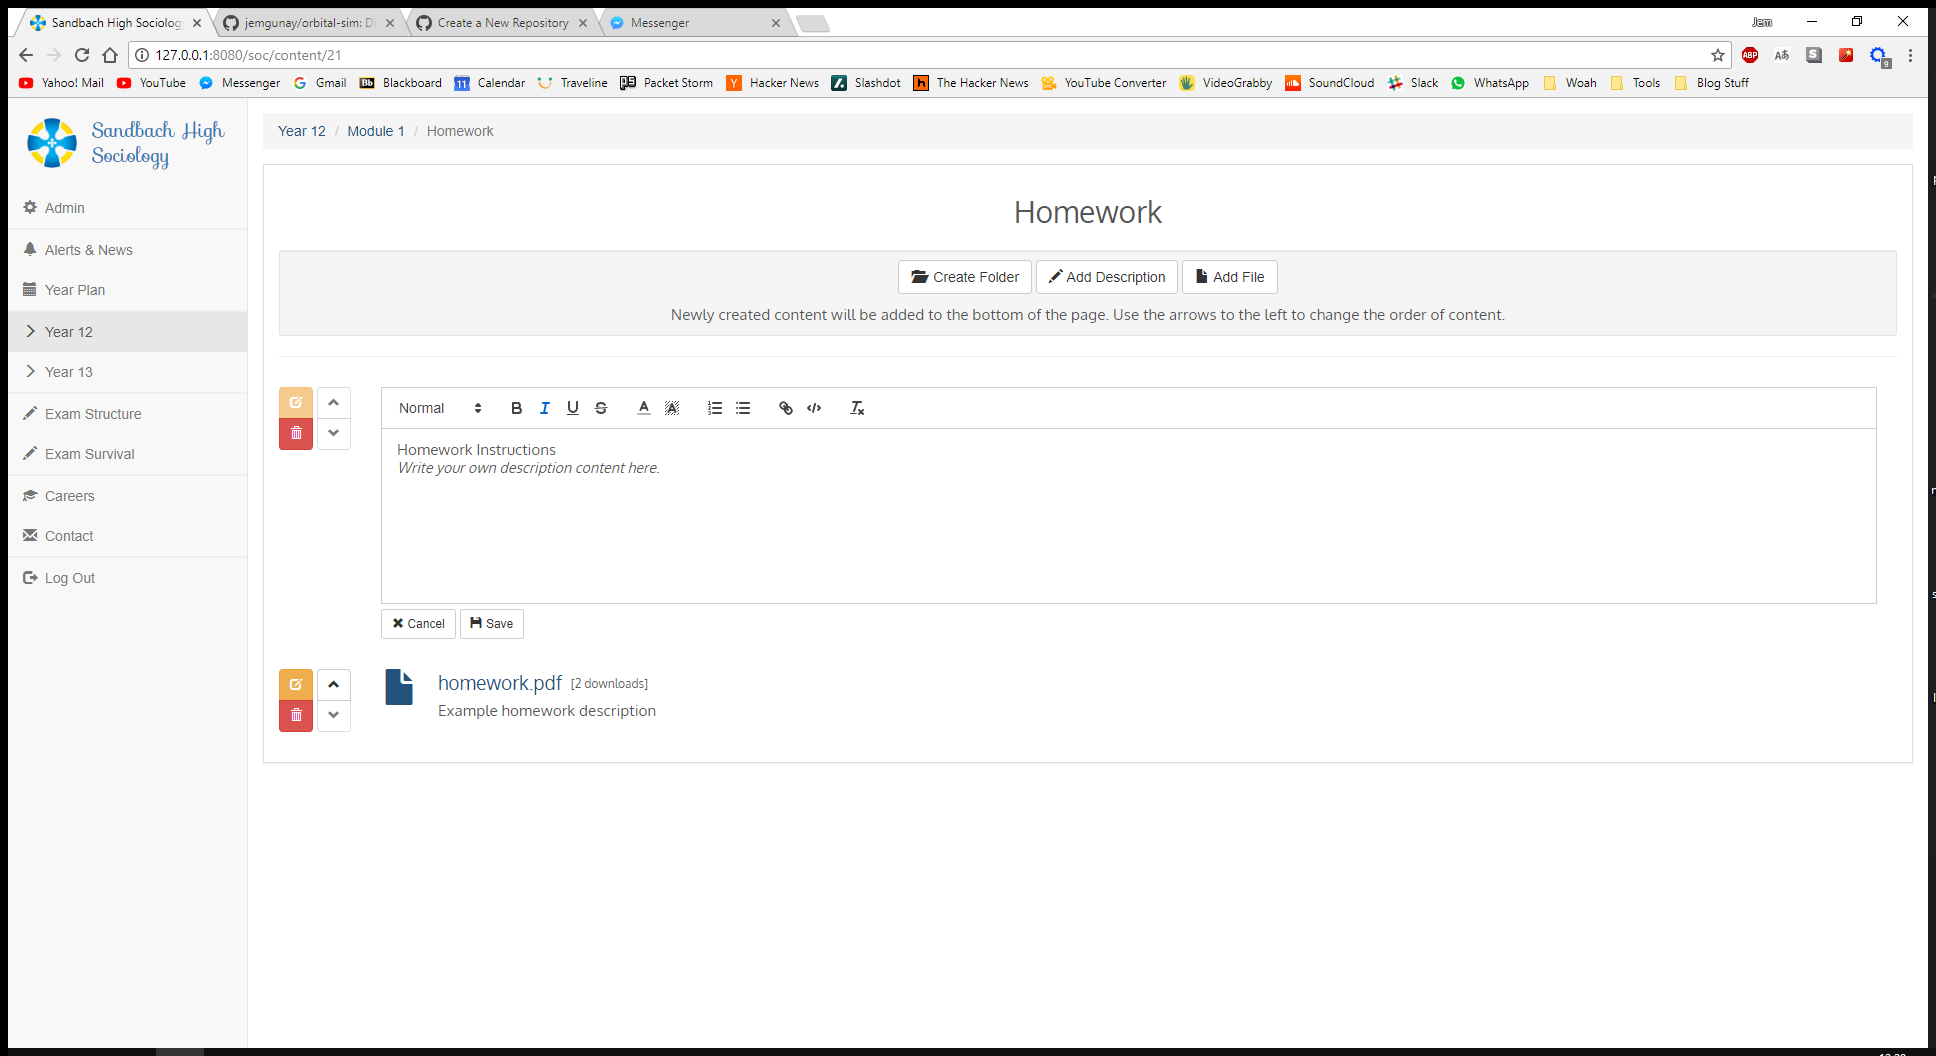 Sandbach High Sociolog
jemgunay/orbital-sim: D
Create a New Repository
Messenger
Jem
127.0.0.1:8080/soc/content/21
ABP
S
9
Yahoo! Mail
YouTube
Messenger
Gmail
Bb Blackboard
11 Calendar
Traveline
Packet Storm
Y Hacker News
Slashdot
h The Hacker News
YouTube Converter
VideoGrabby
SoundCloud
Slack
WhatsApp
Woah
Tools
Blog Stuff
Sandbach High
Sociology
Admin
Alerts & News
Year Plan
Year 12
Year 13
Exam Structure
Exam Survival
Careers
Contact
Log Out
Year 12 / Module 1 / Homework
Homework
Create Folder
Add Description
Add File
Newly created content will be added to the bottom of the page. Use the arrows to the left to change the order of content.
Normal
B I U S A A
Homework Instructions
Write your own description content here.
Cancel
Save
homework.pdf [2 downloads]
Example homework description